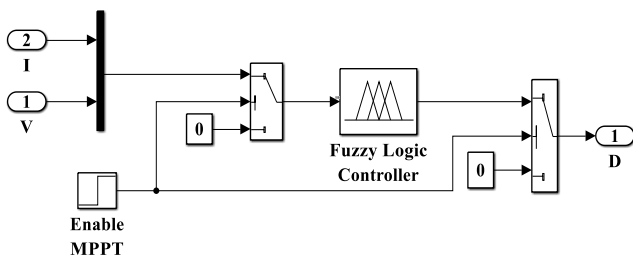 2
I
1
V
0
Fuzzy Logic
Controller
0
1
D
Enable
MPPT